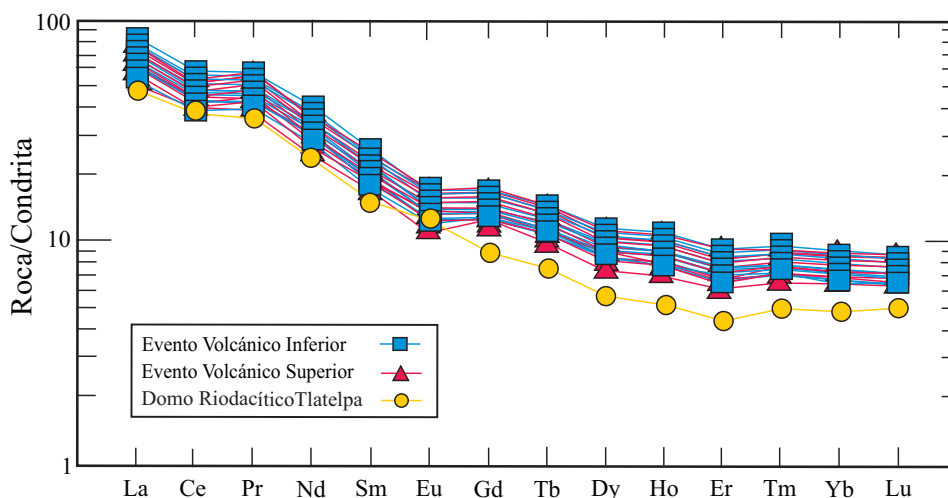 100
10
1
Roca/Condrita
Evento Volcánico Inferior
Evento Volcánico Superior
Domo RiodacíticoTlatelpa
La Ce Pr Nd Sm Eu Gd Tb Dy Ho Er Tm Yb Lu